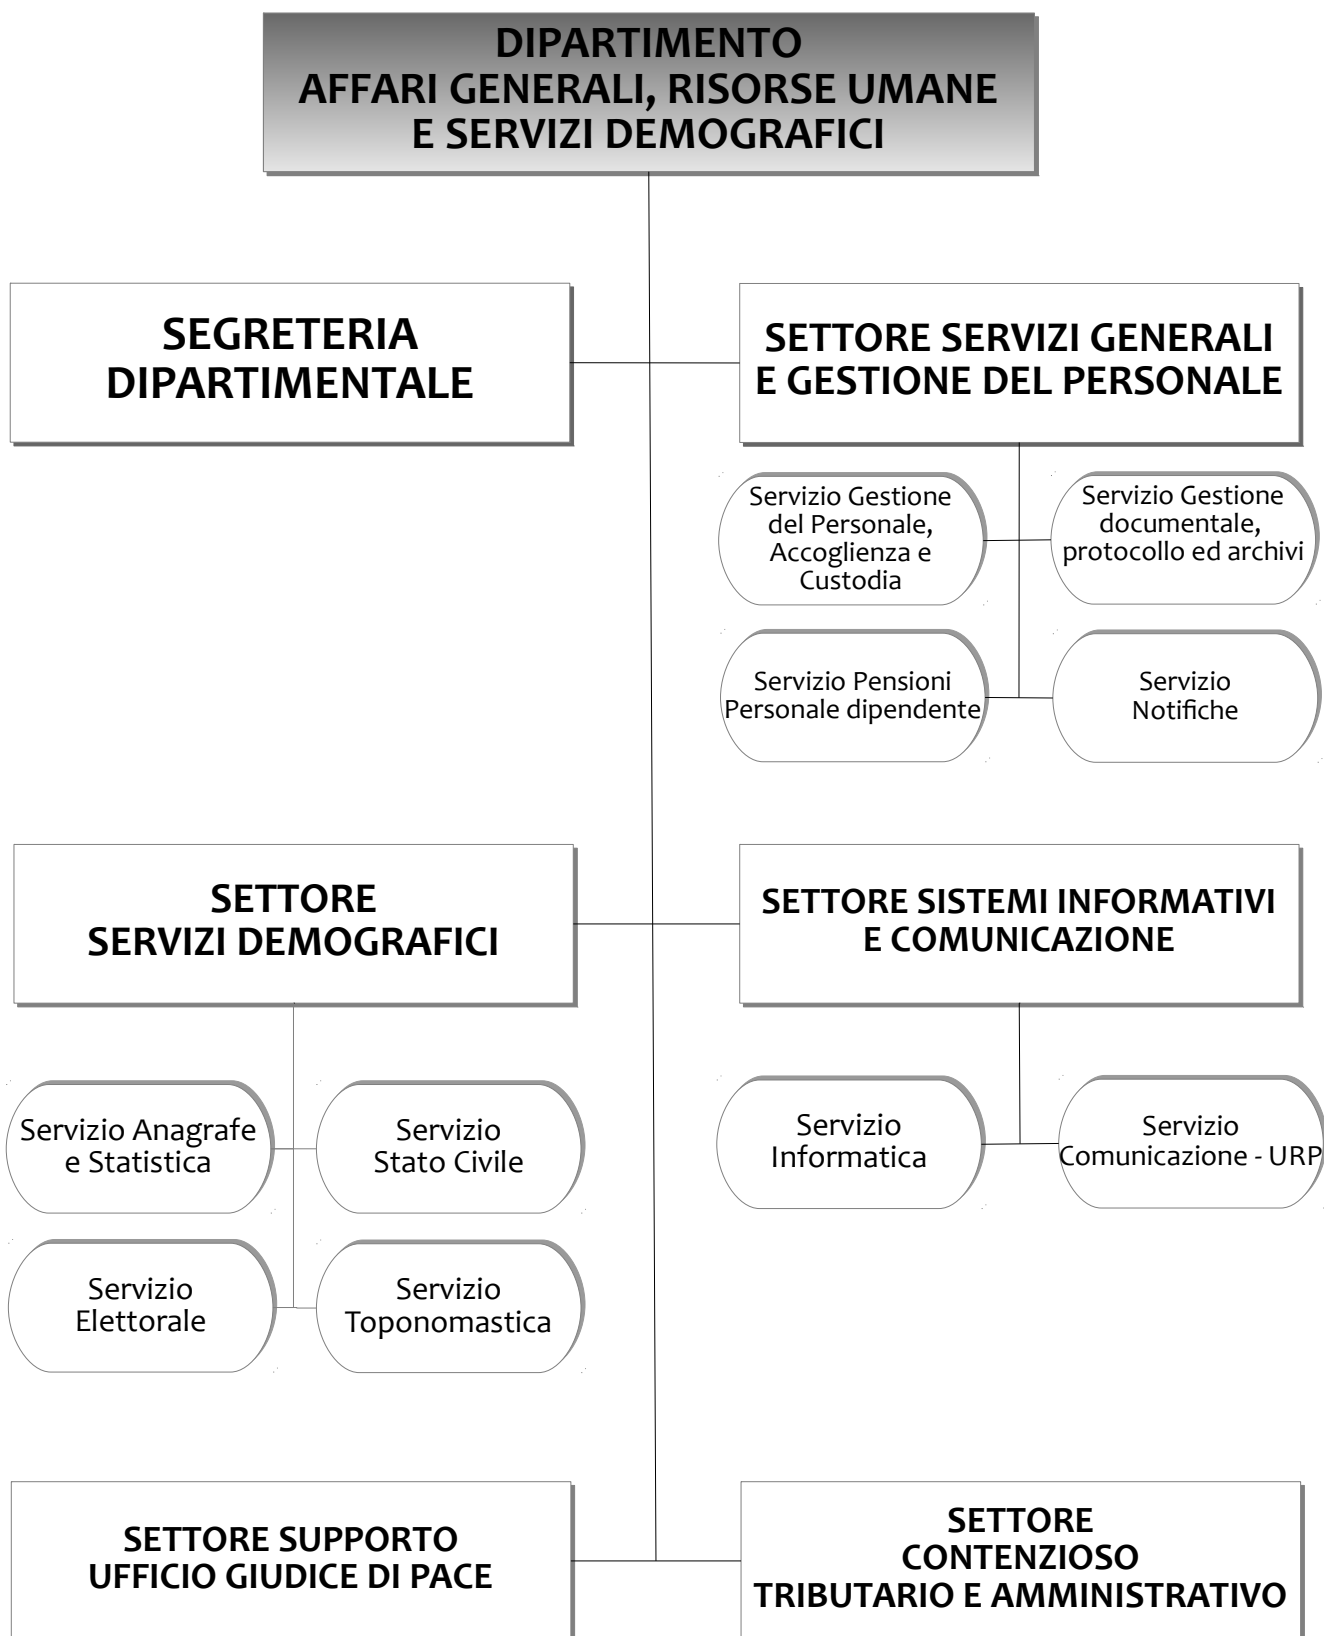 DIPARTIMENTO
AFFARI GENERALI, RISORSE UMANE
E SERVIZI DEMOGRAFICI
SEGRETERIA
DIPARTIMENTALE
SETTORE SERVIZI GENERALI
E GESTIONE DEL PERSONALE
Servizio Gestione
del Personale,
Accoglienza e
Custodia
Servizio Gestione
documentale,
protocollo ed archivi
Servizio Pensioni
Personale dipendente
Servizio
Notifiche
SETTORE
SERVIZI DEMOGRAFICI
SETTORE SISTEMI INFORMATIVI
E COMUNICAZIONE
Servizio Anagrafe
e Statistica
Servizio
Stato Civile
Servizio
Informatica
Servizio
Comunicazione - URP
Servizio
Elettorale
Servizio
Toponomastica
SETTORE SUPPORTO
UFFICIO GIUDICE DI PACE
SETTORE
CONTENZIOSO
TRIBUTARIO E AMMINISTRATIVO